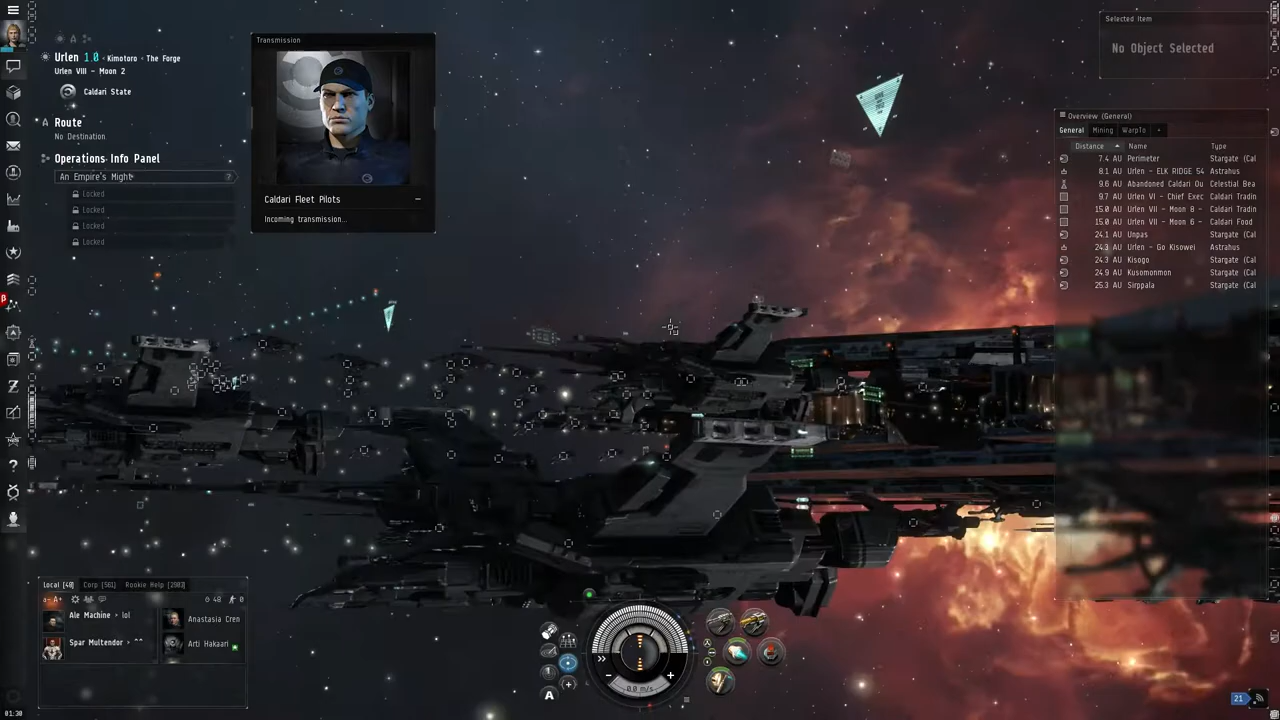 Urlen 1.0 · Kimotoro · The Forge
Urlen VIII - Moon 2
Caldari State
Route
No Destination
Operations Info Panel
An Empire's Might
Locked
Locked
Locked
Locked
Transmission
Caldari Fleet Pilots
Incoming transmission...
Selected Item
No Object Selected
Overview (General)
General Mining WarpTo +
Distance Name Type
7.4 AU Perimeter Stargate (Cal
8.1 AU Urlen - ELK RIDGE 54 Astrahus
9.6 AU Abandoned Caldari Ou Celestial Bea
9.7 AU Urlen VI - Chief Exec Caldari Tradin
15.0 AU Urlen VII - Moon 8 - Caldari Tradin
15.0 AU Urlen VII - Moon 6 - Caldari Food
24.1 AU Unpas Stargate (Cal
24.3 AU Urlen - Go Kisowei Astrahus
24.3 AU Kisogo Stargate (Cal
24.9 AU Kusomonmon Stargate (Cal
25.3 AU Sirppala Stargate (Cal
Local [48] Corp [561] Rookie Help [2983]
a-A+ 48 0
Ale Machine > lol
Spar Multendor > ^^
Anastasia Cren
Arti Hakaari
0.0 m/s
A
21
01:30